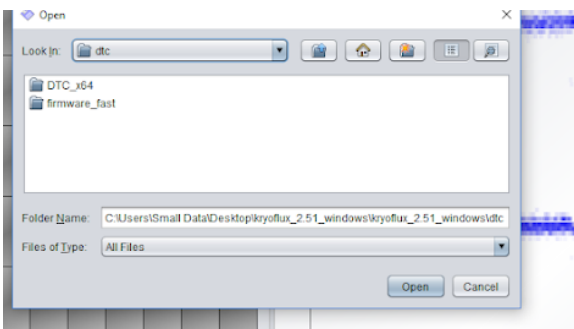 Open
Look In: dtc
DTC_x64
firmware_fast
Folder Name: C:\Users\Small Data\Desktop\kryoflux_2.51_windows\kryoflux_2.51_windows\dtc
Files of Type: All Files
Open Cancel